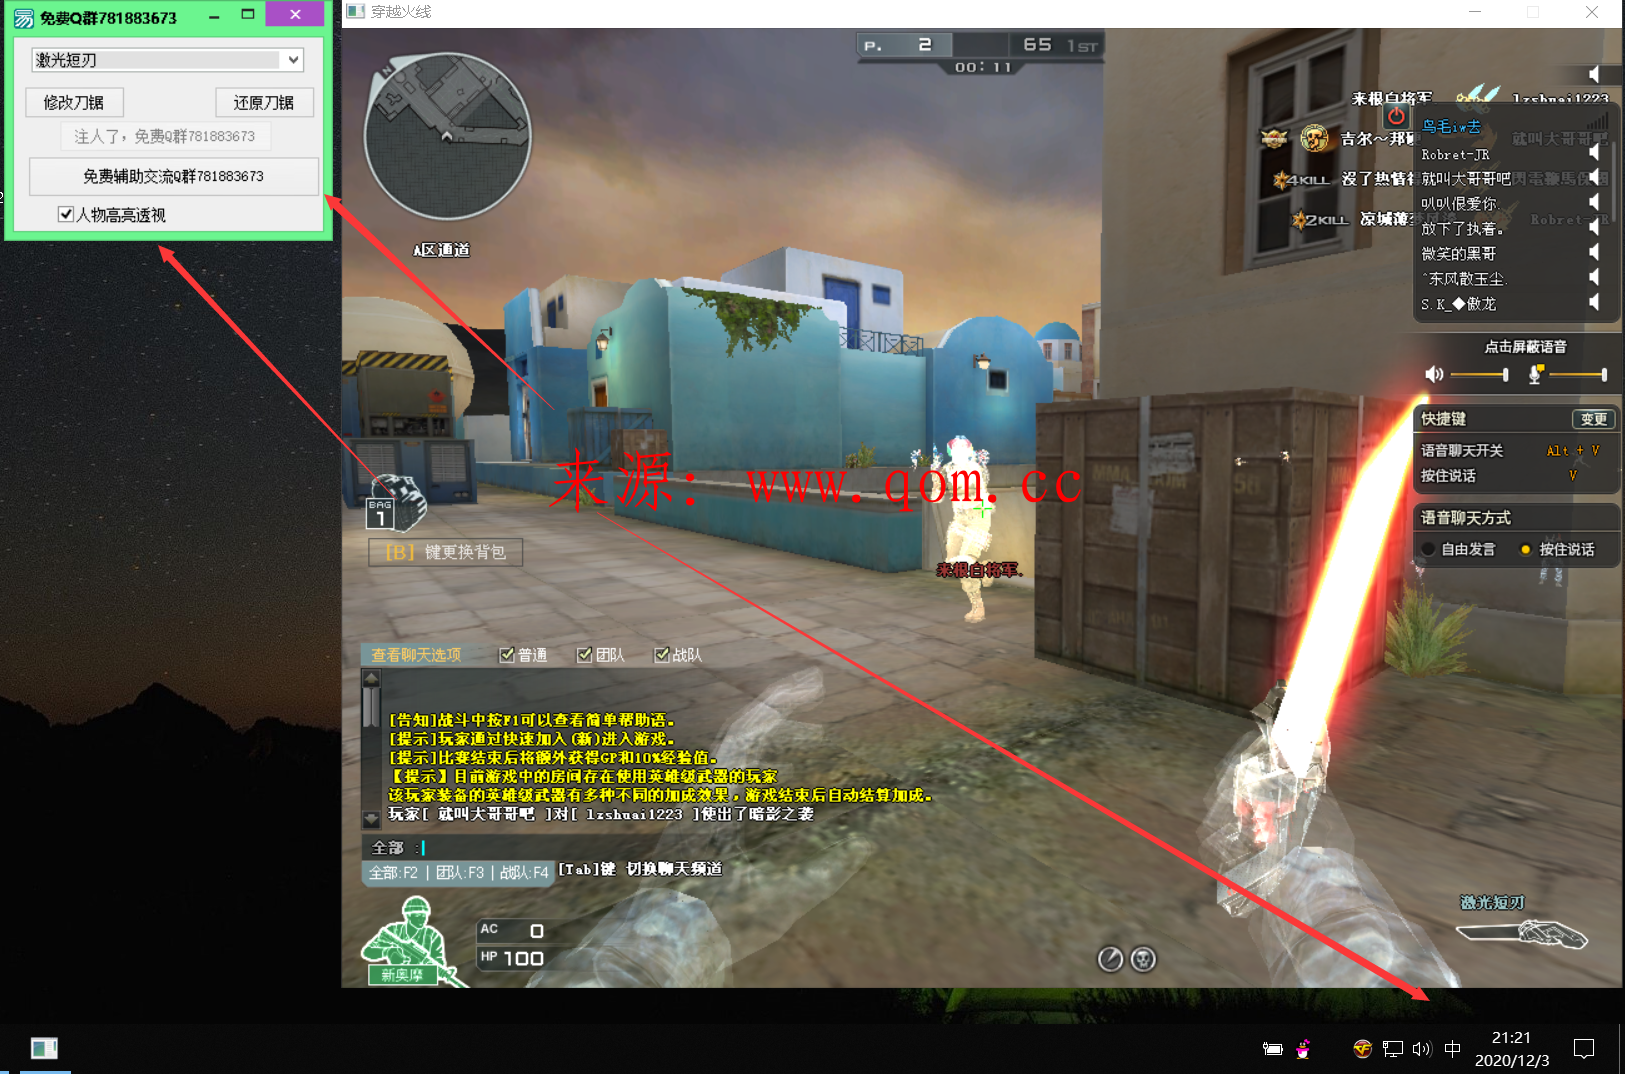 免费Q群781883673
激光短刃
修改刀锯
还原刀锯
注入了，免费Q群781883673
免费辅助交流Q群781883673
人物高亮透视
穿越火线
N
P. 2 65 1ST
00:11
A区通道
BAG
1
[B] 键更换背包
来根白将军
lzshuai1223
吉尔～邦
就叫大哥哥吧
4KILL 没了热情
2KILL 凉城
Robret-JR
鸟毛iw去
Robret-JR
就叫大哥哥吧
叭叭佷爱你.
放下了执着。
微笑的黑哥
^东风散玉尘.
S.K_◆傲龙
点击屏蔽语音
快捷键 变更
语音聊天开关 Alt + V
按住说话 V
语音聊天方式
自由发言 按住说话
来源：www.qom.cc
来根白将军.
查看聊天选项 普通 团队 战队
[告知]战斗中按F1可以查看简单帮助语。
[提示]玩家通过快速加入(新)进入游戏。
[提示]比赛结束后将额外获得GP和10%经验值。
【提示】目前游戏中的房间存在使用英雄级武器的玩家
该玩家装备的英雄级武器有多种不同的加成效果，游戏结束后自动结算加成。
玩家[ 就叫大哥哥吧 ]对[ lzshuai1223 ]使出了暗影之袭
全部 :
全部:F2 | 团队:F3 | 战队:F4
[Tab]键 切换聊天频道
AC 0
HP 100
新奥摩
激光短刃
中
21:21
2020/12/3